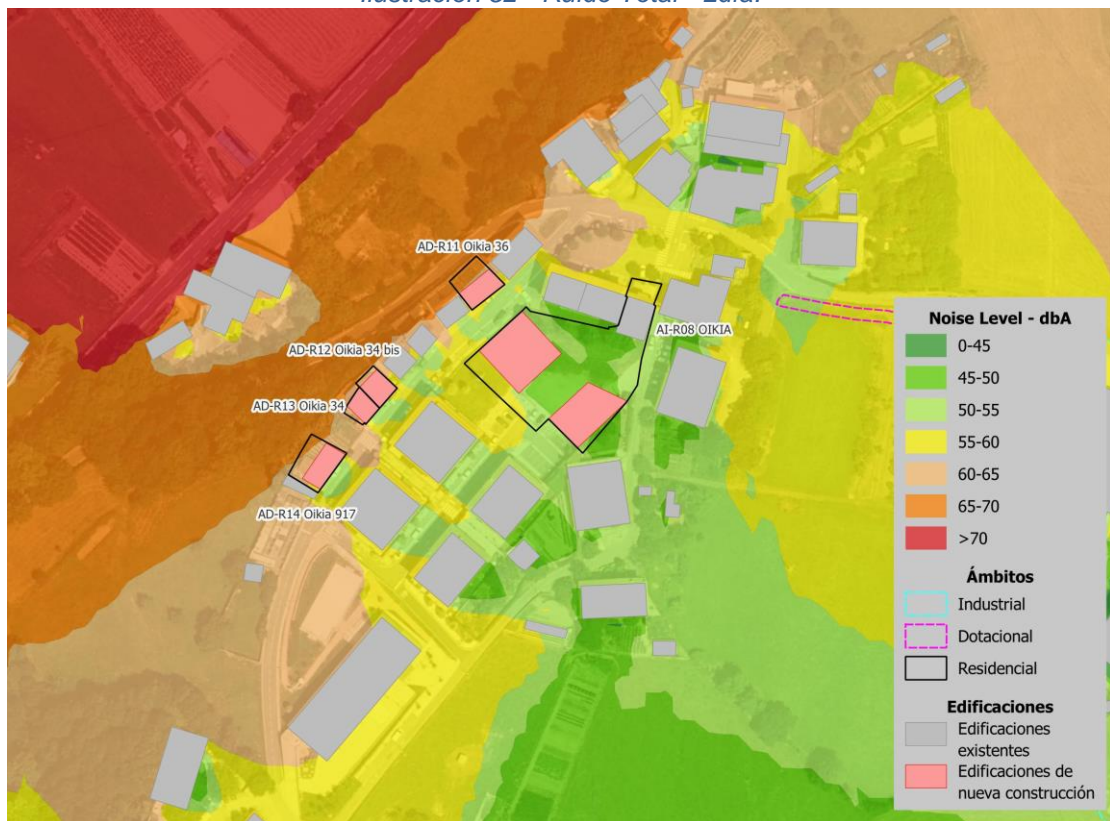 Ilustración 52 - Ruido Total - Ldía.
AD-R11 Oikia 36
AI-R08 OIKIA
AD-R12 Oikia 34 bis
AD-R13 Oikia 34
AD-R14 Oikia 917
Noise Level - dbA
0-45
45-50
50-55
55-60
60-65
65-70
>70
Ámbitos
Industrial
Dotacional
Residencial
Edificaciones
Edificaciones
existentes
Edificaciones de
nueva construcción